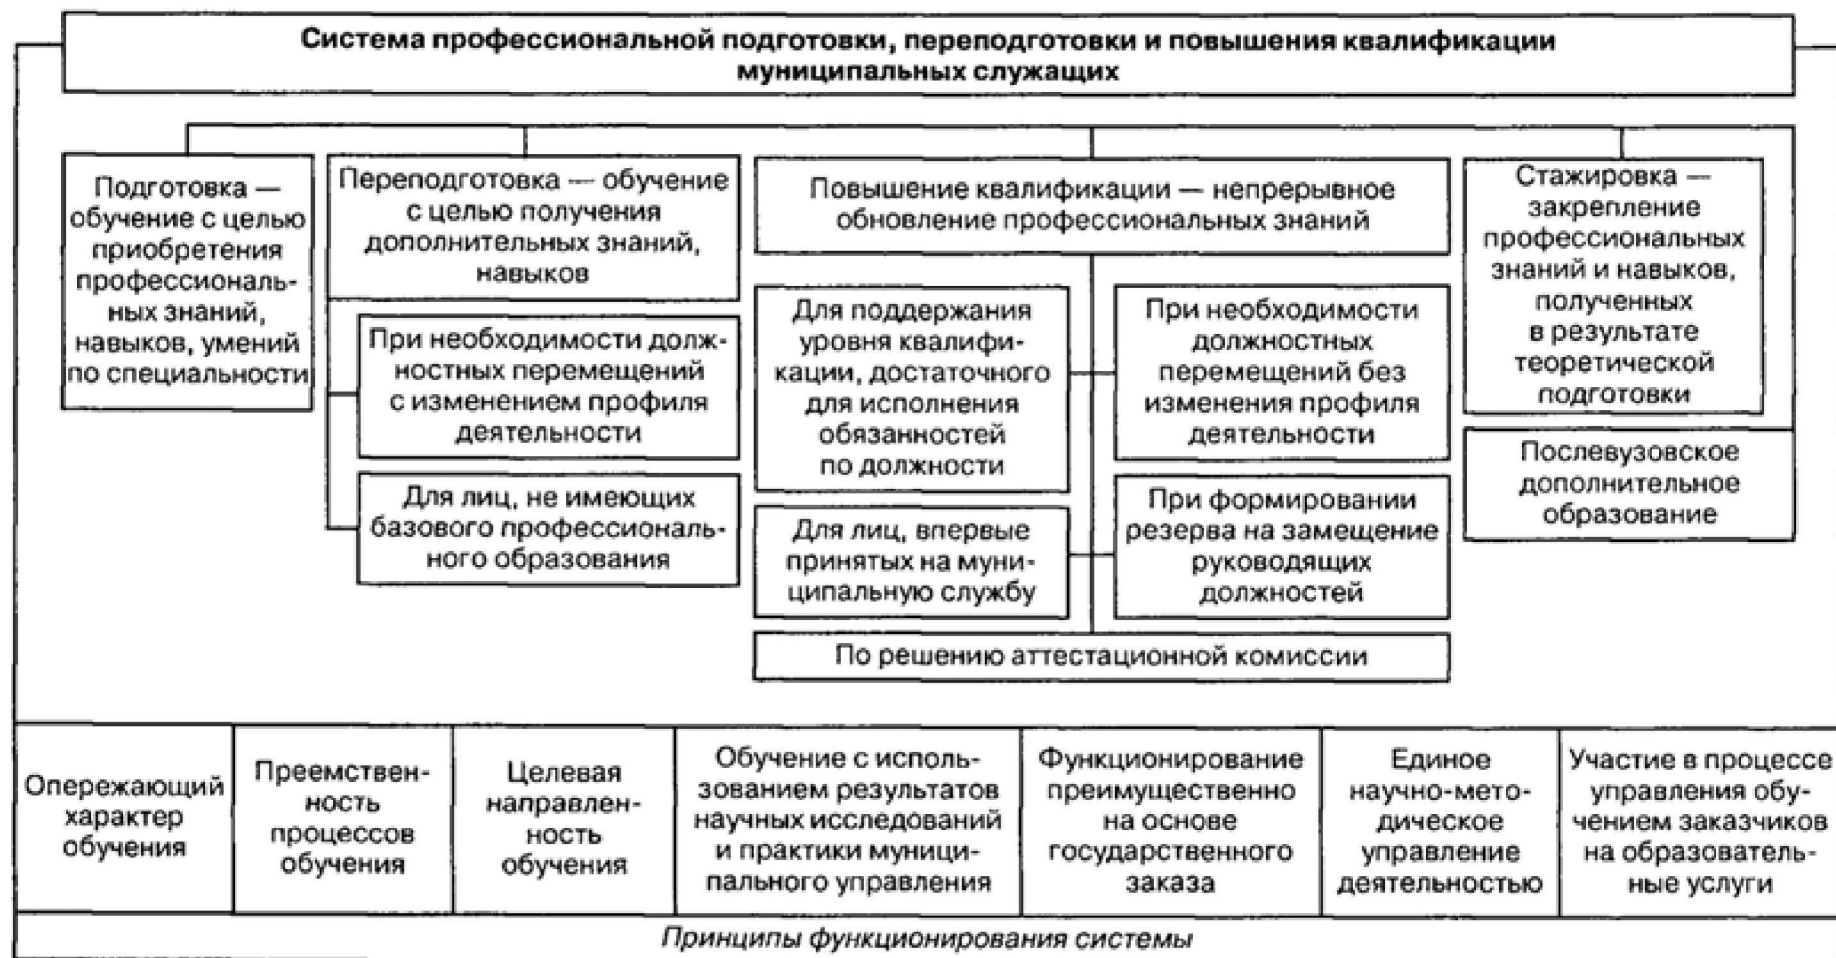 Система профессиональной подготовки, переподготовки и повышения квалификации
муниципальных служащих
Подготовка —
обучение с целью
приобретения
профессиональ-
ных знаний,
навыков, умений
по специальности
Переподготовка — обучение
с целью получения
дополнительных знаний,
навыков
При необходимости долж-
ностных перемещений
с изменением профиля
деятельности
Для лиц, не имеющих
базового профессиональ-
ного образования
Повышение квалификации — непрерывное
обновление профессиональных знаний
Для поддержания
уровня квалифи-
кации, достаточного
для исполнения
обязанностей
по должности
Для лиц, впервые
принятых на муни-
ципальную службу
При необходимости
должностных
перемещений без
изменения профиля
деятельности
При формировании
резерва на замещение
руководящих
должностей
По решению аттестационной комиссии
Стажировка —
закрепление
профессиональных
знаний и навыков,
полученных
в результате
теоретической
подготовки
Послевузовское
дополнительное
образование
Опережающий
характер
обучения
Преемствен-
ность
процессов
обучения
Целевая
направлен-
ность
обучения
Обучение с исполь-
зованием результатов
научных исследований
и практики муници-
пального управления
Функционирование
преимущественно
на основе
государственного
заказа
Единое
научно-мето-
дическое
управление
деятельностью
Участие в процессе
управления обу-
чением заказчиков
на образователь-
ные услуги
Принципы функционирования системы